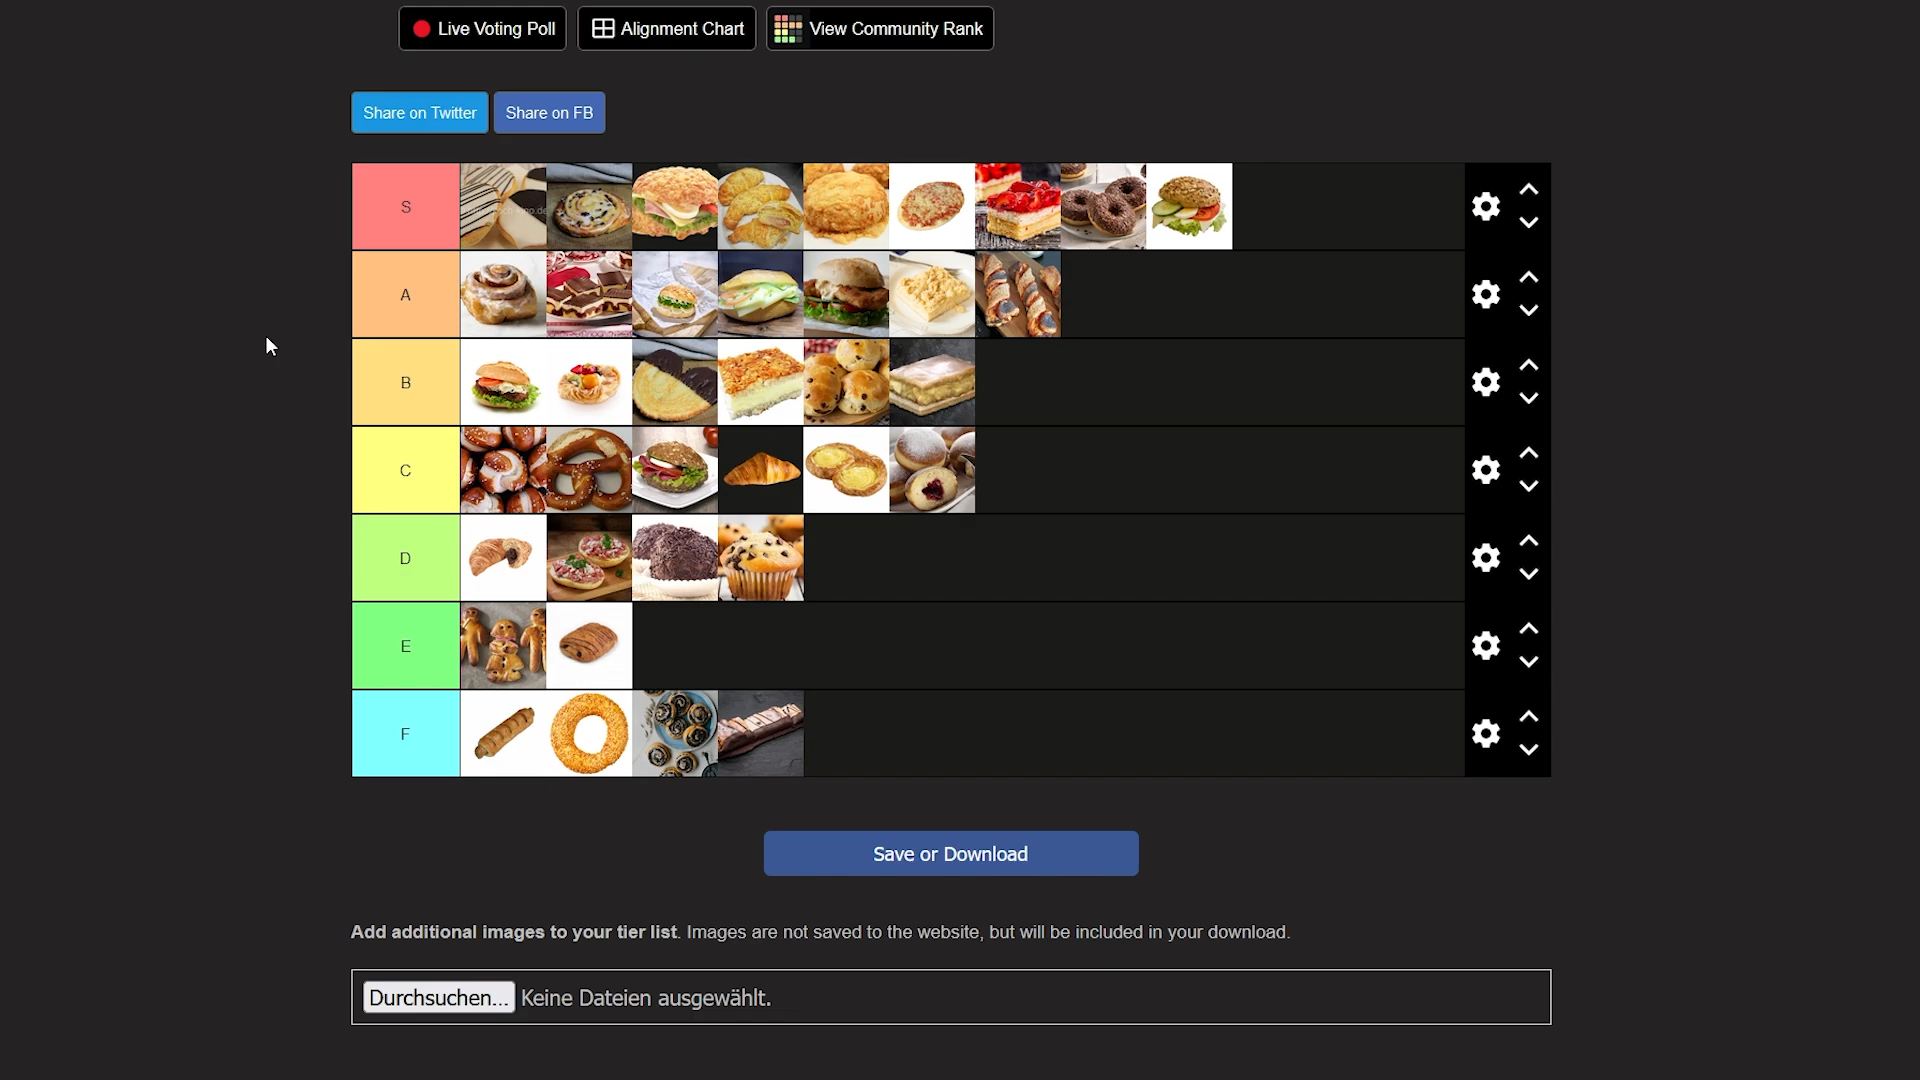 Live Voting Poll
Alignment Chart
View Community Rank
Share on Twitter
Share on FB
S
A
B
C
D
E
F
Save or Download
Add additional images to your tier list. Images are not saved to the website, but will be included in your download.
Durchsuchen... Keine Dateien ausgewählt.